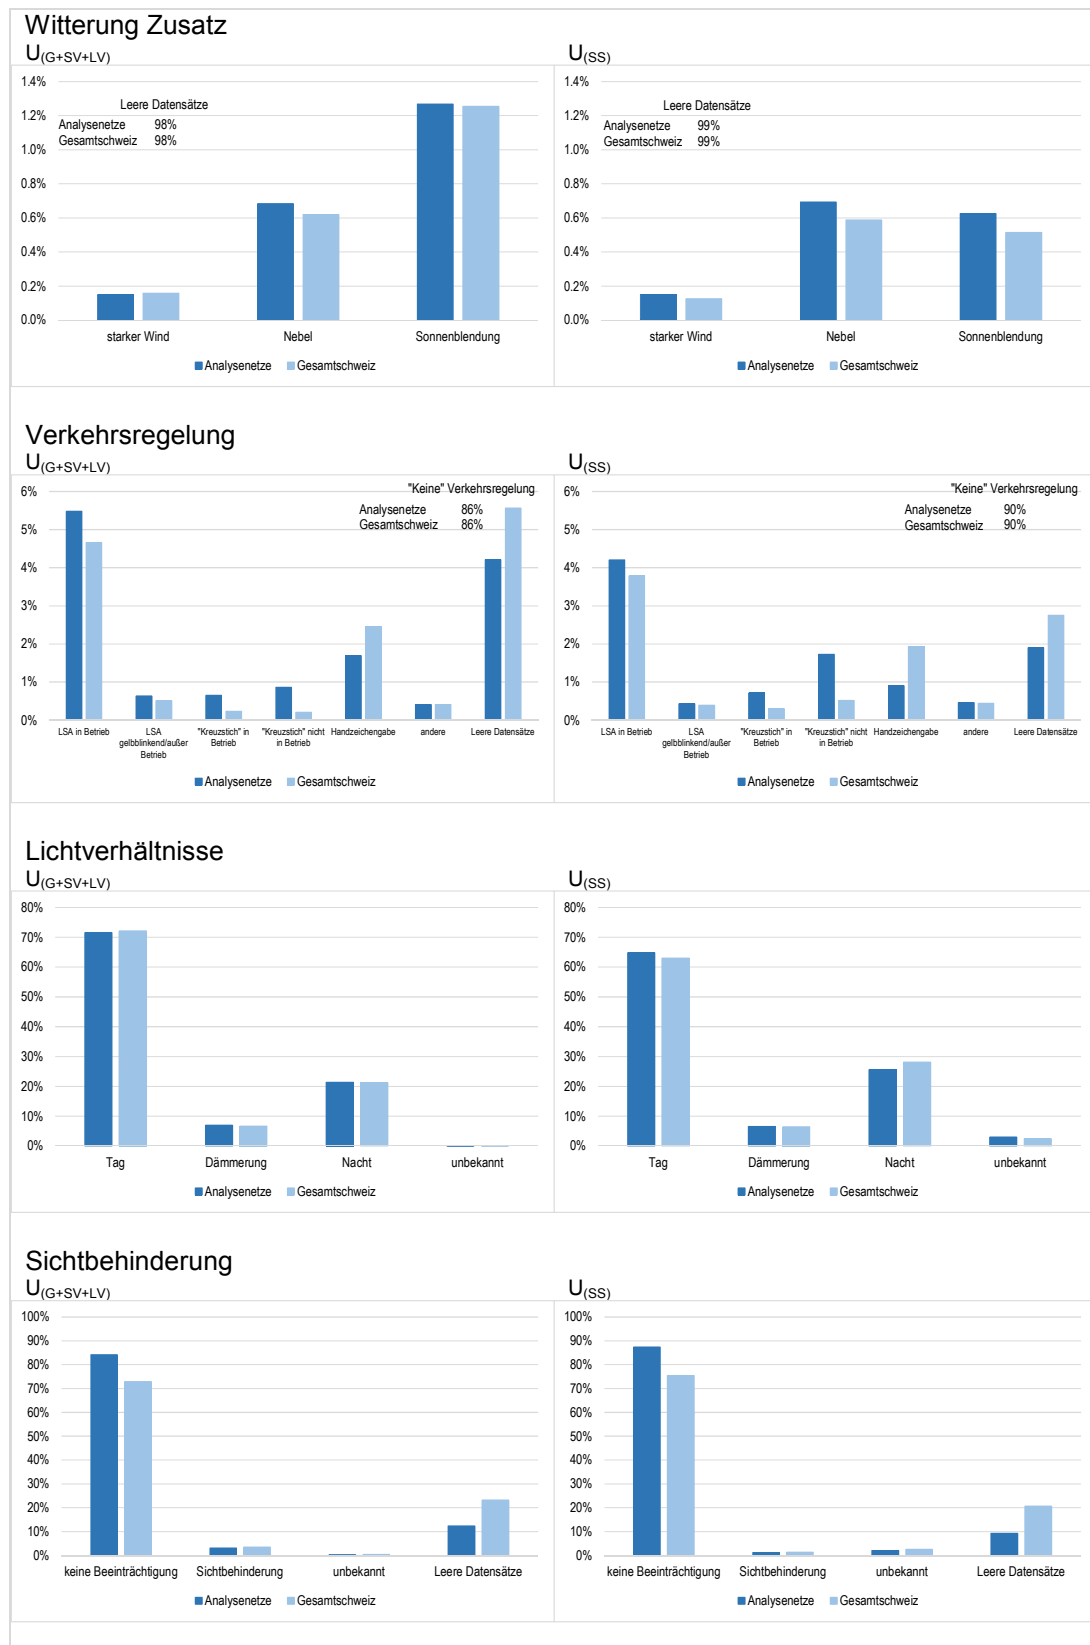 Witterung Zusatz
U(G+SV+LV)
1.4%
1.2%
1.0%
0.8%
0.6%
0.4%
0.2%
0.0%
Leere Datensätze
Analysenetze 98%
Gesamtschweiz 98%
starker Wind Nebel Sonnenblendung
Analysenetze Gesamtschweiz
U(SS)
1.4%
1.2%
1.0%
0.8%
0.6%
0.4%
0.2%
0.0%
Leere Datensätze
Analysenetze 99%
Gesamtschweiz 99%
starker Wind Nebel Sonnenblendung
Analysenetze Gesamtschweiz
Verkehrsregelung
U(G+SV+LV)
6%
5%
4%
3%
2%
1%
0%
"Keine" Verkehrsregelung
Analysenetze 86%
Gesamtschweiz 86%
LSA in Betrieb
LSA
gelbblinkend/außer
Betrieb
"Kreuzstich" in
Betrieb
"Kreuzstich" nicht
in Betrieb
Handzeichengabe
andere
Leere Datensätze
Analysenetze Gesamtschweiz
U(SS)
6%
5%
4%
3%
2%
1%
0%
"Keine" Verkehrsregelung
Analysenetze 90%
Gesamtschweiz 90%
LSA in Betrieb
LSA
gelbblinkend/außer
Betrieb
"Kreuzstich" in
Betrieb
"Kreuzstich" nicht
in Betrieb
Handzeichengabe
andere
Leere Datensätze
Analysenetze Gesamtschweiz
Lichtverhältnisse
U(G+SV+LV)
80%
70%
60%
50%
40%
30%
20%
10%
0%
Tag Dämmerung Nacht unbekannt
Analysenetze Gesamtschweiz
U(SS)
80%
70%
60%
50%
40%
30%
20%
10%
0%
Tag Dämmerung Nacht unbekannt
Analysenetze Gesamtschweiz
Sichtbehinderung
U(G+SV+LV)
100%
90%
80%
70%
60%
50%
40%
30%
20%
10%
0%
keine Beeinträchtigung Sichtbehinderung unbekannt Leere Datensätze
Analysenetze Gesamtschweiz
U(SS)
100%
90%
80%
70%
60%
50%
40%
30%
20%
10%
0%
keine Beeinträchtigung Sichtbehinderung unbekannt Leere Datensätze
Analysenetze Gesamtschweiz